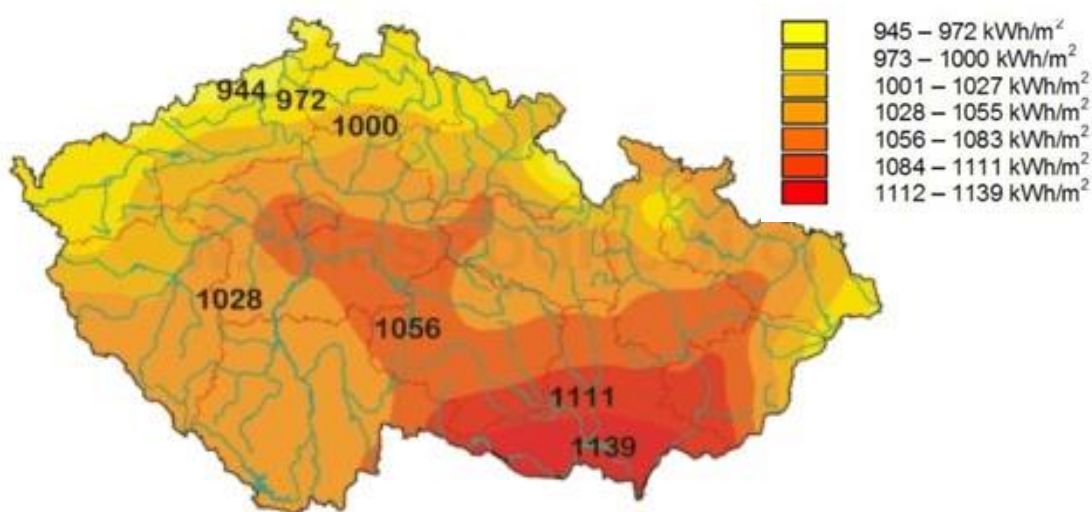 944
972
1000
1028
1056
1111
1139
945 – 972 kWh/m²
973 – 1000 kWh/m²
1001 – 1027 kWh/m²
1028 – 1055 kWh/m²
1056 – 1083 kWh/m²
1084 – 1111 kWh/m²
1112 – 1139 kWh/m²